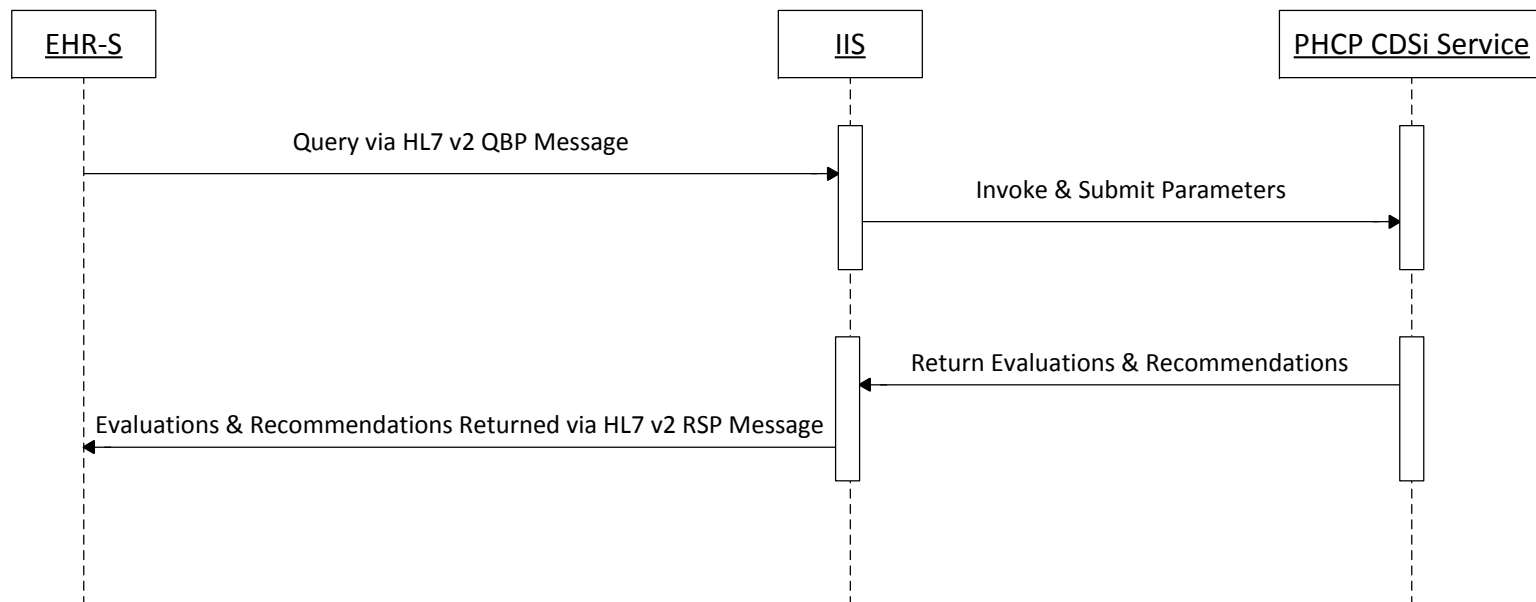 EHR-S
IIS
PHCP CDSi Service
Query via HL7 v2 QBP Message
Invoke & Submit Parameters
Return Evaluations & Recommendations
Evaluations & Recommendations Returned via HL7 v2 RSP Message